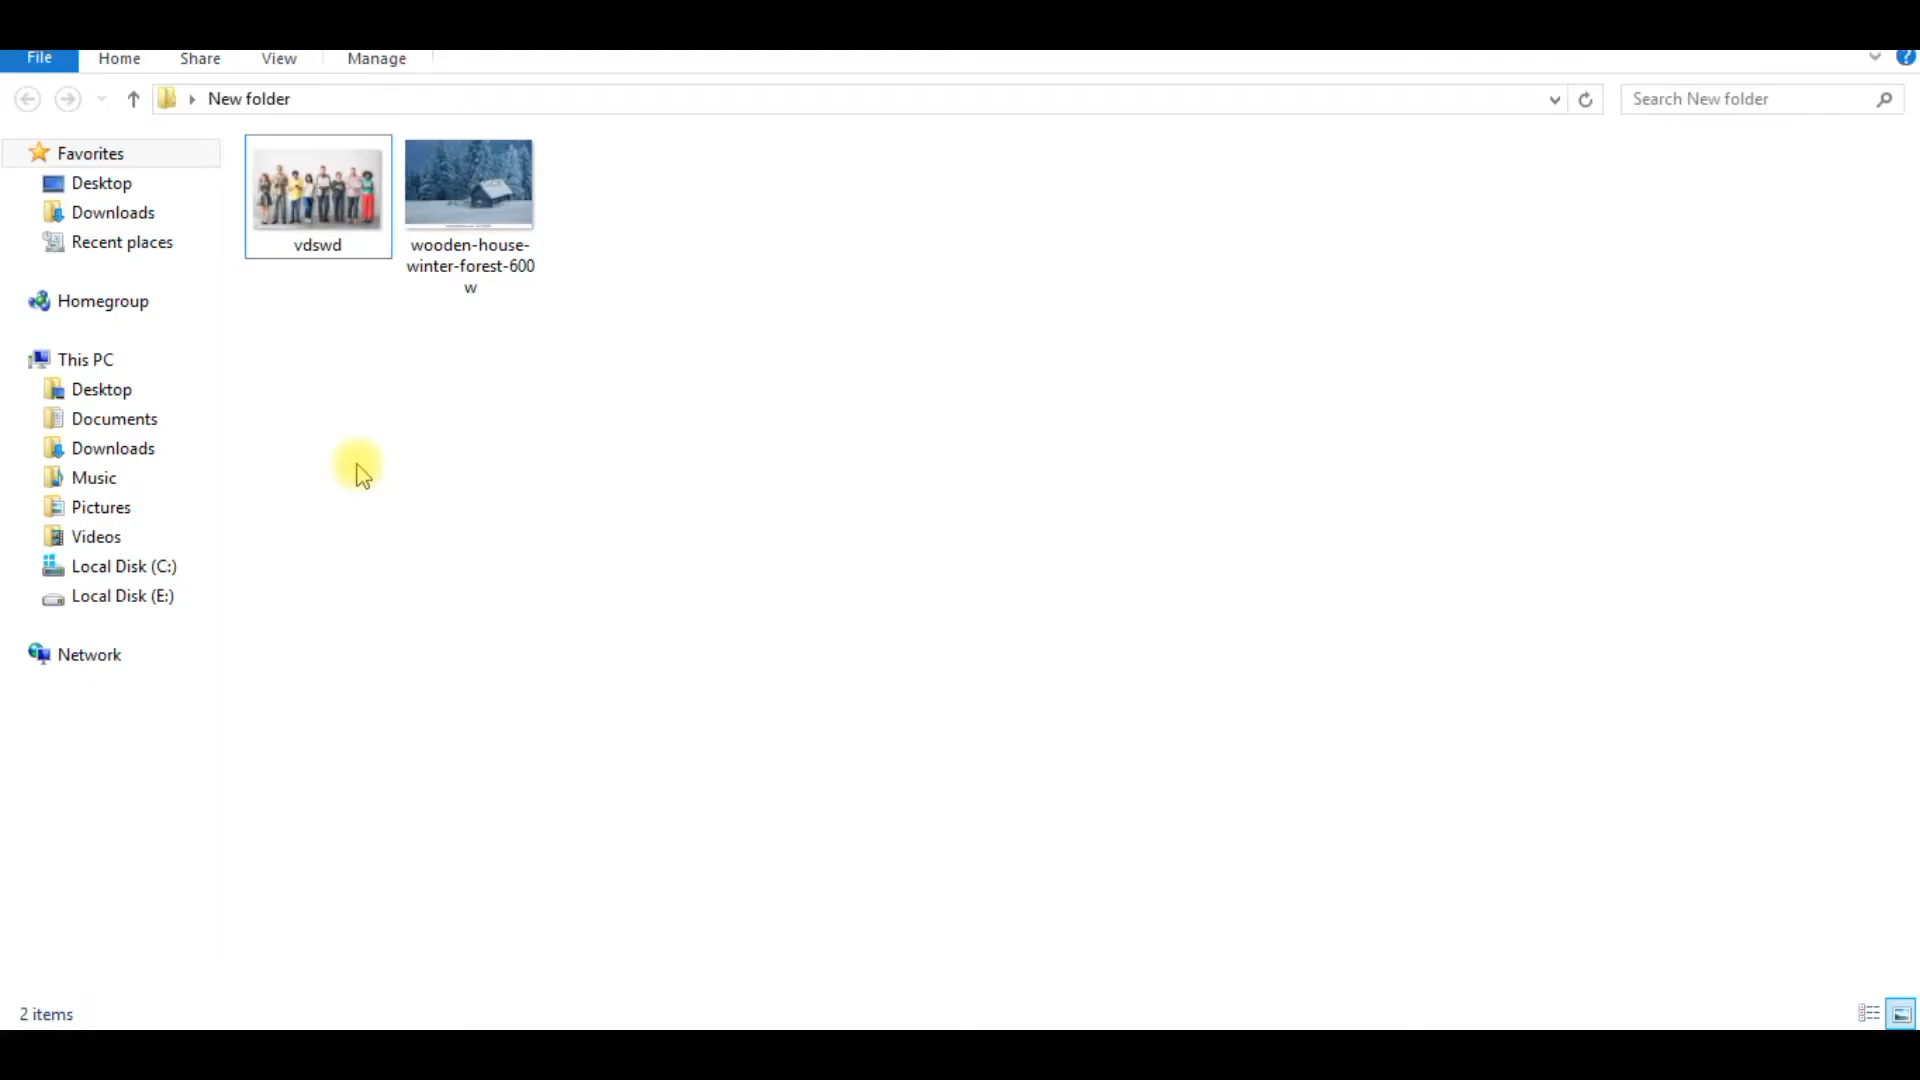 File Home Share View Manage ?
New folder
Search New folder
Favorites
Desktop
Downloads
Recent places
Homegroup
This PC
Desktop
Documents
Downloads
Music
Pictures
Videos
Local Disk (C:)
Local Disk (E:)
Network
vdswd
wooden-house-
winter-forest-600
w
2 items